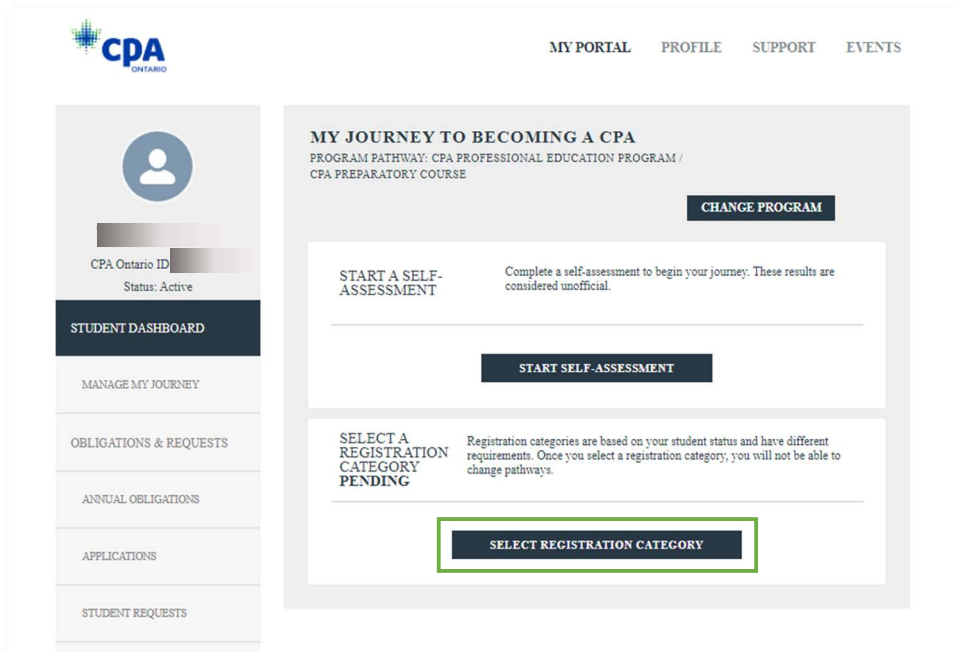 CPA
ONTARIO
MY PORTAL PROFILE SUPPORT EVENTS
CPA Ontario ID
Status: Active
STUDENT DASHBOARD
MANAGE MY JOURNEY
OBLIGATIONS & REQUESTS
ANNUAL OBLIGATIONS
APPLICATIONS
STUDENT REQUESTS
MY JOURNEY TO BECOMING A CPA
PROGRAM PATHWAY: CPA PROFESSIONAL EDUCATION PROGRAM /
CPA PREPARATORY COURSE
CHANGE PROGRAM
START A SELF-
ASSESSMENT
Complete a self-assessment to begin your journey. These results are
considered unofficial.
START SELF-ASSESSMENT
SELECT A
REGISTRATION
CATEGORY
PENDING
Registration categories are based on your student status and have different
requirements. Once you select a registration category, you will not be able to
change pathways.
SELECT REGISTRATION CATEGORY